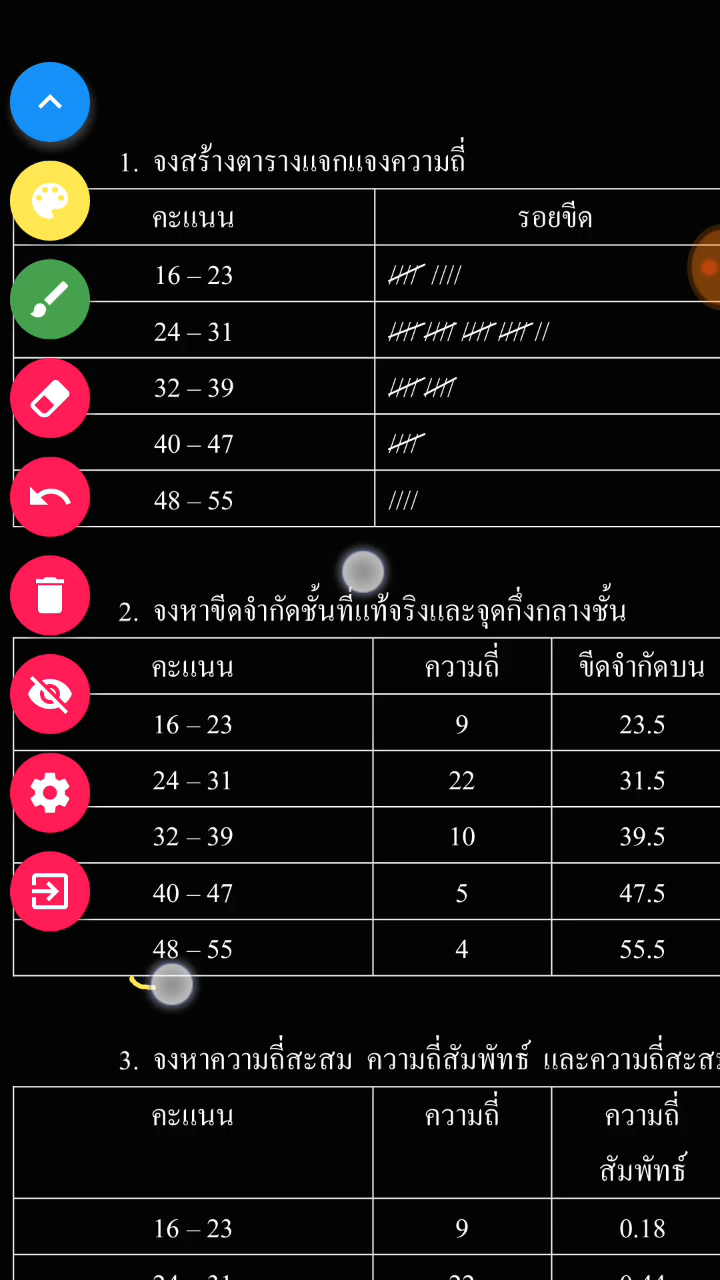 1. จงสร้างตารางแจกแจงความถี่
คะแนน รอยขีด
16 – 23 //// ////
24 – 31 //// //// //// //// //
32 – 39 //// ////
40 – 47 ////
48 – 55 ////
2. จงหาขีดจำกัดชั้นที่แท้จริงและจุดกึ่งกลางชั้น
คะแนน ความถี่ ขีดจำกัดบน
16 – 23 9 23.5
24 – 31 22 31.5
32 – 39 10 39.5
40 – 47 5 47.5
48 – 55 4 55.5
3. จงหาความถี่สะสม ความถี่สัมพัทธ์ และความถี่สะส
คะแนน ความถี่ ความถี่
สัมพัทธ์
16 – 23 9 0.18
24 – 31 22 0.44